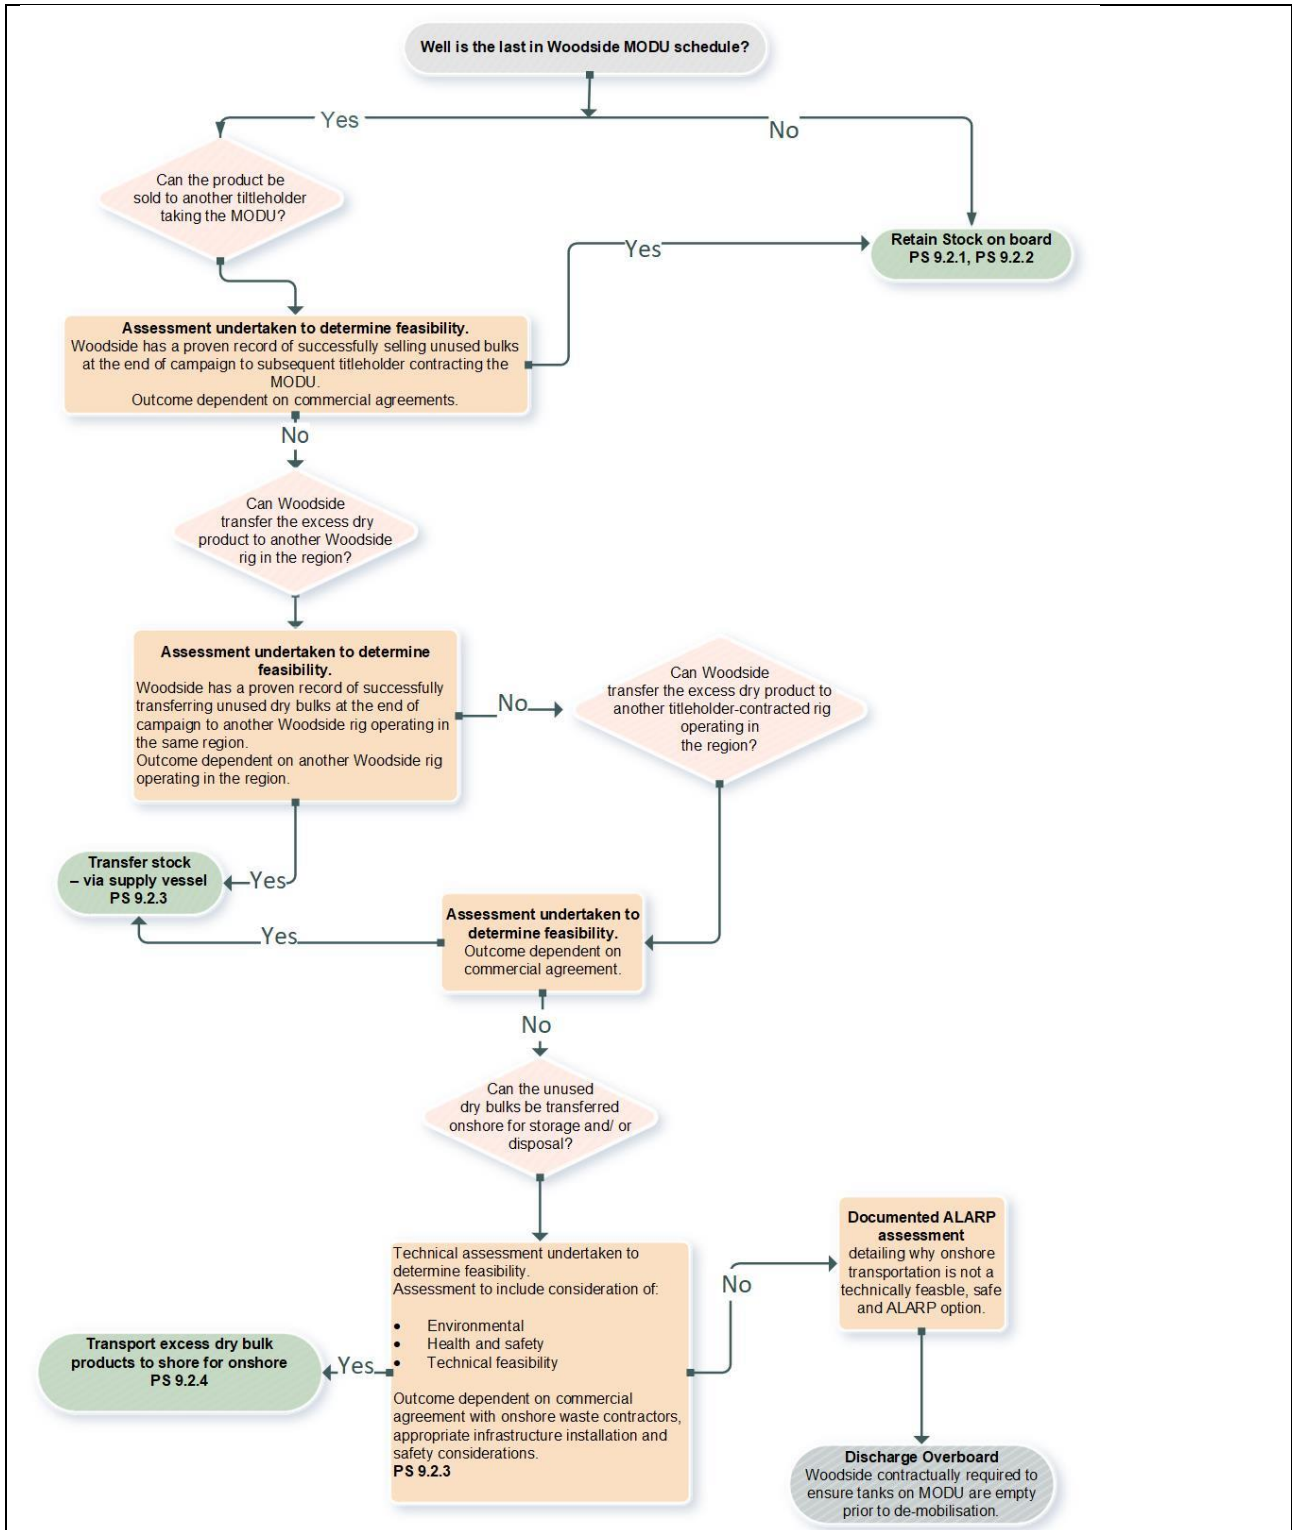 Well is the last in Woodside MODU schedule?
Yes
No
Can the product be
sold to another tiltleholder
taking the MODU?
Yes
Retain Stock on board
PS 9.2.1, PS 9.2.2
Assessment undertaken to determine feasibility.
Woodside has a proven record of successfully selling unused bulks
at the end of campaign to subsequent titleholder contracting the
MODU.
Outcome dependent on commercial agreements.
No
Can Woodside
transfer the excess dry
product to another Woodside
rig in the region?
Assessment undertaken to determine
feasibility.
Woodside has a proven record of successfully
transferring unused dry bulks at the end of
campaign to another Woodside rig operating in
the same region.
Outcome dependent on another Woodside rig
operating in the region.
No
Can Woodside
transfer the excess dry product to
another titleholder-contracted rig
operating in
the region?
Transfer stock
– via supply vessel
PS 9.2.3
Yes
Yes
Assessment undertaken to
determine feasibility.
Outcome dependent on
commercial agreement.
No
Can the unused
dry bulks be transferred
onshore for storage and/ or
disposal?
Technical assessment undertaken to
determine feasibility.
Assessment to include consideration of:
• Environmental
• Health and safety
• Technical feasibility
Outcome dependent on commercial
agreement with onshore waste contractors,
appropriate infrastructure installation and
safety considerations.
PS 9.2.3
Yes
Transport excess dry bulk
products to shore for onshore
PS 9.2.4
No
Documented ALARP
assessment
detailing why onshore
transportation is not a
technically feasble, safe
and ALARP option.
Discharge Overboard
Woodside contractually required to
ensure tanks on MODU are empty
prior to de-mobilisation.